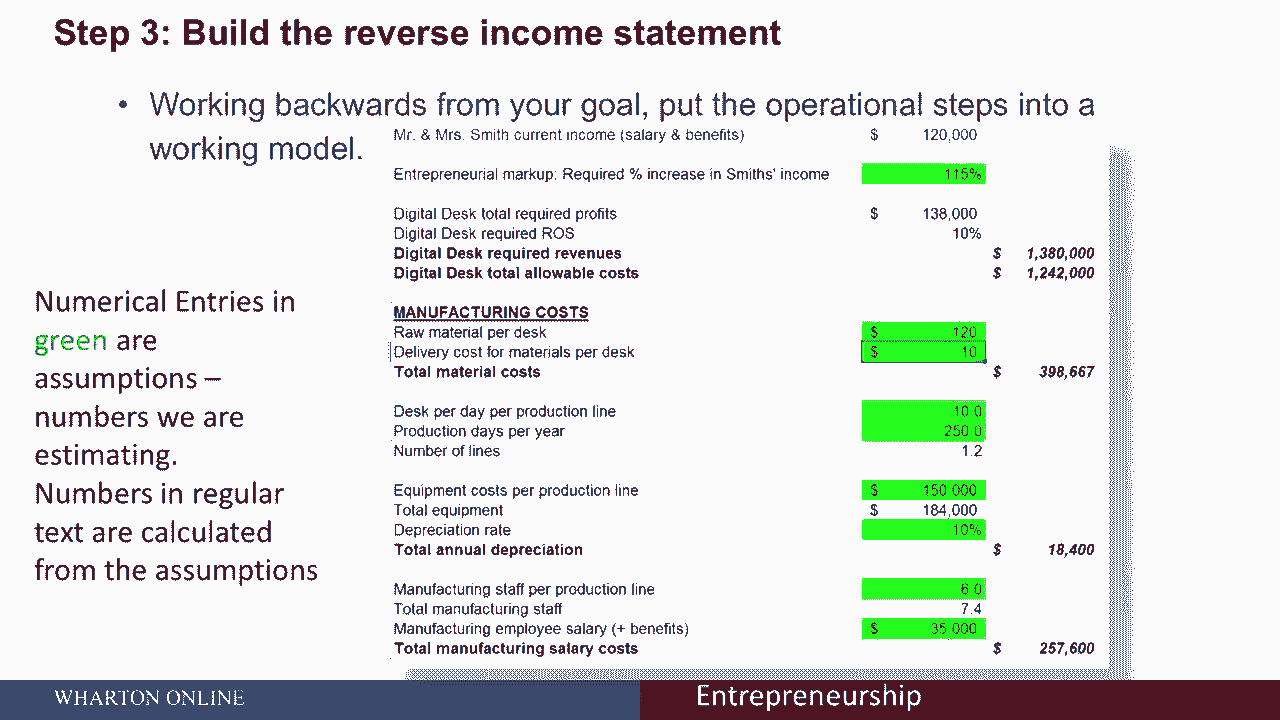 Step 3: Build the reverse income statement
• Working backwards from your goal, put the operational steps into a
working model.
Mr. & Mrs. Smith current income (salary & benefits) $ 120,000
Entrepreneurial markup: Required % increase in Smiths' income 115%
Digital Desk total required profits $ 138,000
Digital Desk required ROS 10%
Digital Desk required revenues $ 1,380,000
Digital Desk total allowable costs $ 1,242,000
Numerical Entries in
green are
assumptions –
numbers we are
estimating.
Numbers in regular
text are calculated
from the assumptions
MANUFACTURING COSTS
Raw material per desk $ 120
Delivery cost for materials per desk $ 10
Total material costs $ 398,667
Desk per day per production line 10.0
Production days per year 250.0
Number of lines 1.2
Equipment costs per production line $ 150,000
Total equipment $ 184,000
Depreciation rate 10%
Total annual depreciation $ 18,400
Manufacturing staff per production line 6.0
Total manufacturing staff 7.4
Manufacturing employee salary (+ benefits) $ 35,000
Total manufacturing salary costs $ 257,600
WHARTON ONLINE
Entrepreneurship